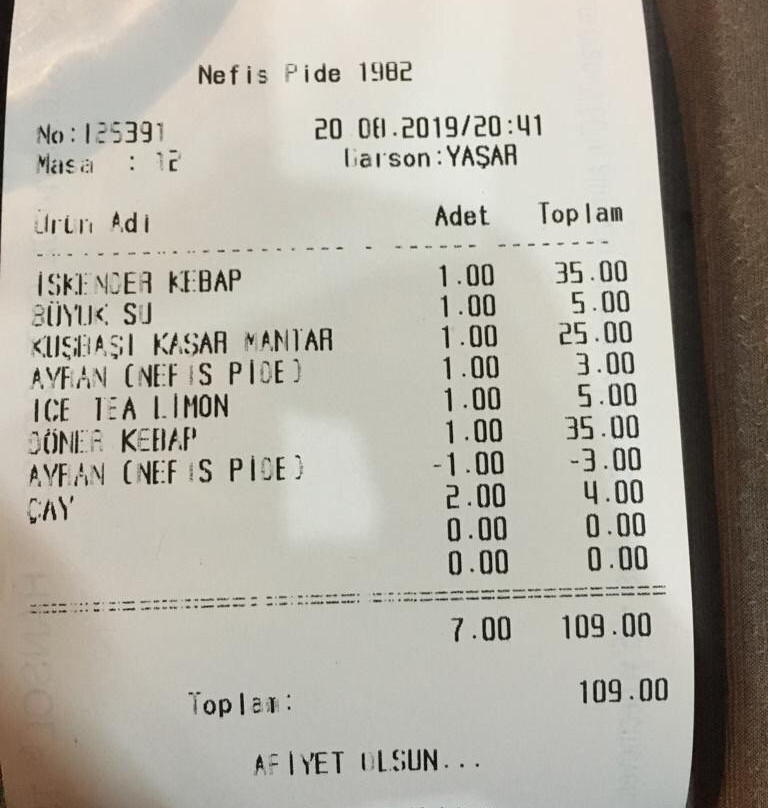 Nefis Pide 1982
No:125391 20 08.2019/20:41
Masa : 12 Garson:YAŞAR
Ürün Adi Adet Toplam
İSKENDER KEBAP 1.00 35.00
BÜYÜK SU 1.00 5.00
KUŞBAŞI KAŞAR MANTAR 1.00 25.00
AYRAN (NEFİS PİDE) 1.00 3.00
ICE TEA LİMON 1.00 5.00
DÖNER KEBAP 1.00 35.00
AYRAN (NEFİS PİDE) -1.00 -3.00
ÇAY 2.00 4.00
0.00 0.00
0.00 0.00
7.00 109.00
Toplam: 109.00
AFİYET OLSUN...